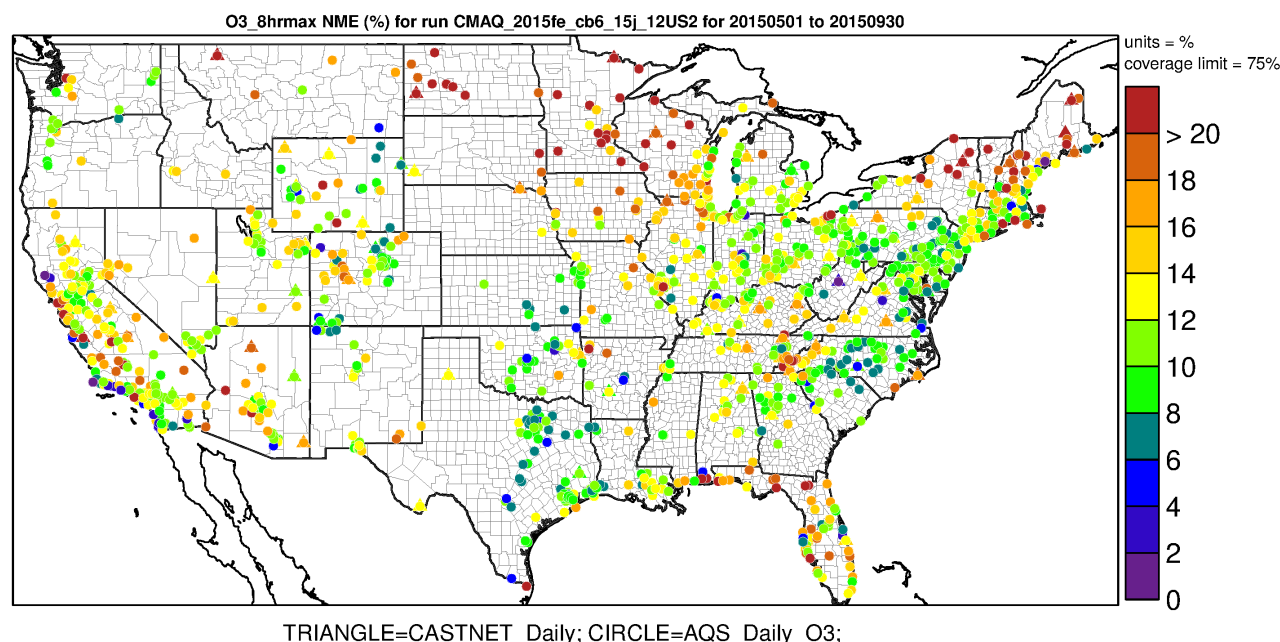 O3_8hrmax NME (%) for run CMAQ_2015fe_cb6_15j_12US2 for 20150501 to 20150930
units = %
coverage limit = 75%
> 20
18
16
14
12
10
8
6
4
2
0
TRIANGLE=CASTNET_Daily; CIRCLE=AQS_Daily_O3;